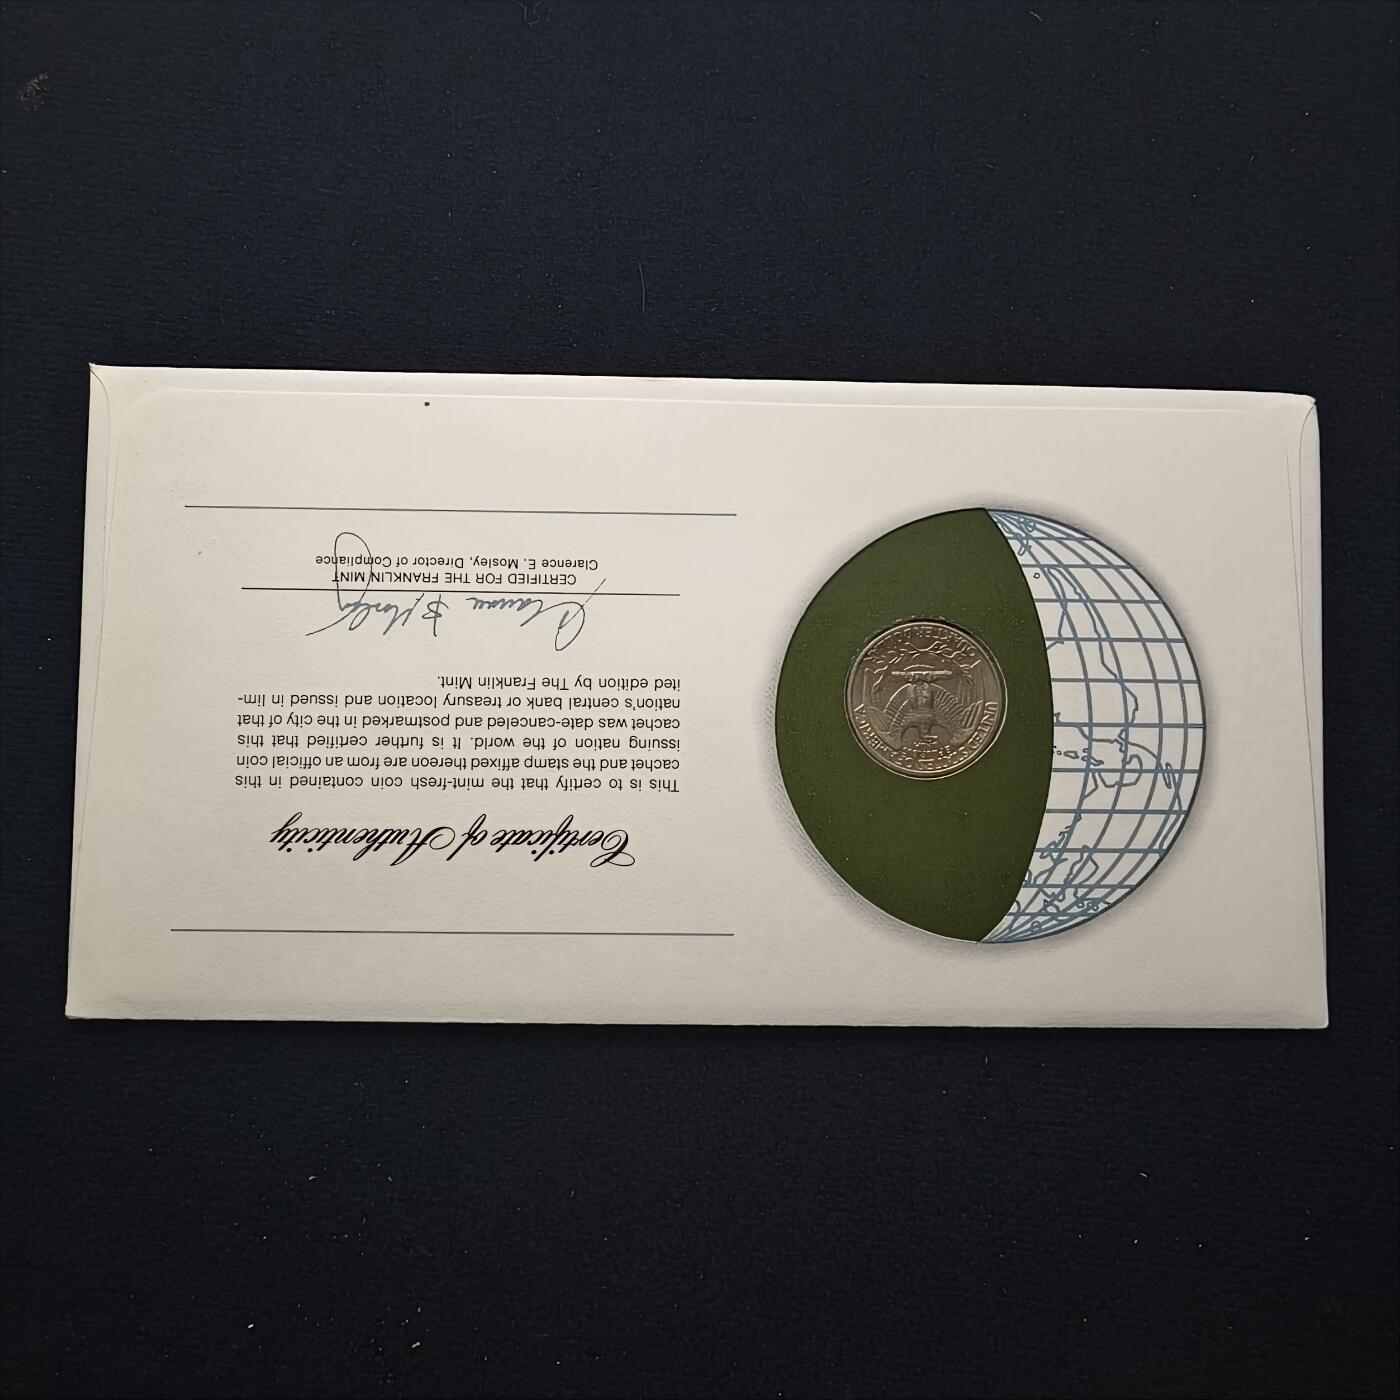 Certificate of Authenticity
This is to certify that the mint-fresh coin contained in this
cachet and the stamp affixed thereon are from an official coin
issuing nation of the world. It is further certified that this
cachet was date-canceled and postmarked in the city of that
nation's central bank or treasury location and issued in lim-
ited edition by The Franklin Mint.
CERTIFIED FOR THE FRANKLIN MINT
Clarence E. Mosley, Director of Compliance
UNITED STATES OF AMERICA
QUARTER DOLLAR